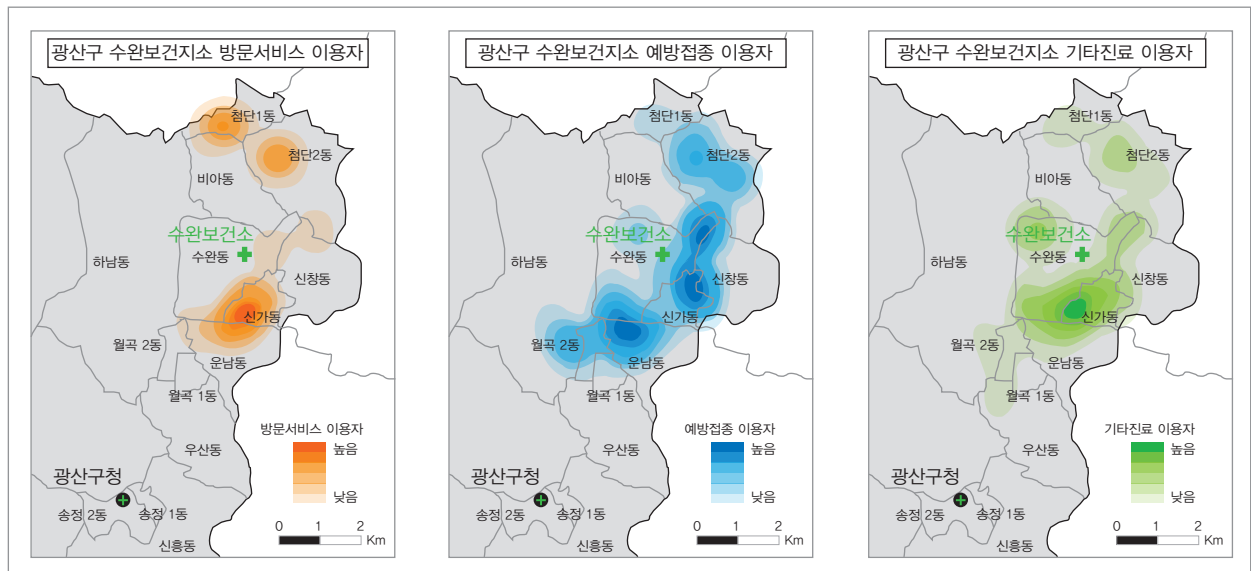 광산구 수완보건지소 방문서비스 이용자
첨단1동
첨단2동
비아동
수완보건소
수완동
하남동
신창동
신가동
월곡 2동
운남동
월곡 1동
방문서비스 이용자
높음
낮음
우산동
광산구청
송정 2동
송정 1동
신흥동
0 1 2
Km
광산구 수완보건지소 예방접종 이용자
첨단1동
첨단2동
비아동
수완보건소
수완동
하남동
신창동
신가동
월곡 2동
운남동
월곡 1동
예방접종 이용자
높음
낮음
우산동
광산구청
송정 2동
송정 1동
신흥동
0 1 2
Km
광산구 수완보건지소 기타진료 이용자
첨단1동
첨단2동
비아동
수완보건소
수완동
하남동
신창동
신가동
월곡 2동
운남동
월곡 1동
기타진료 이용자
높음
낮음
우산동
광산구청
송정 2동
송정 1동
신흥동
0 1 2
Km